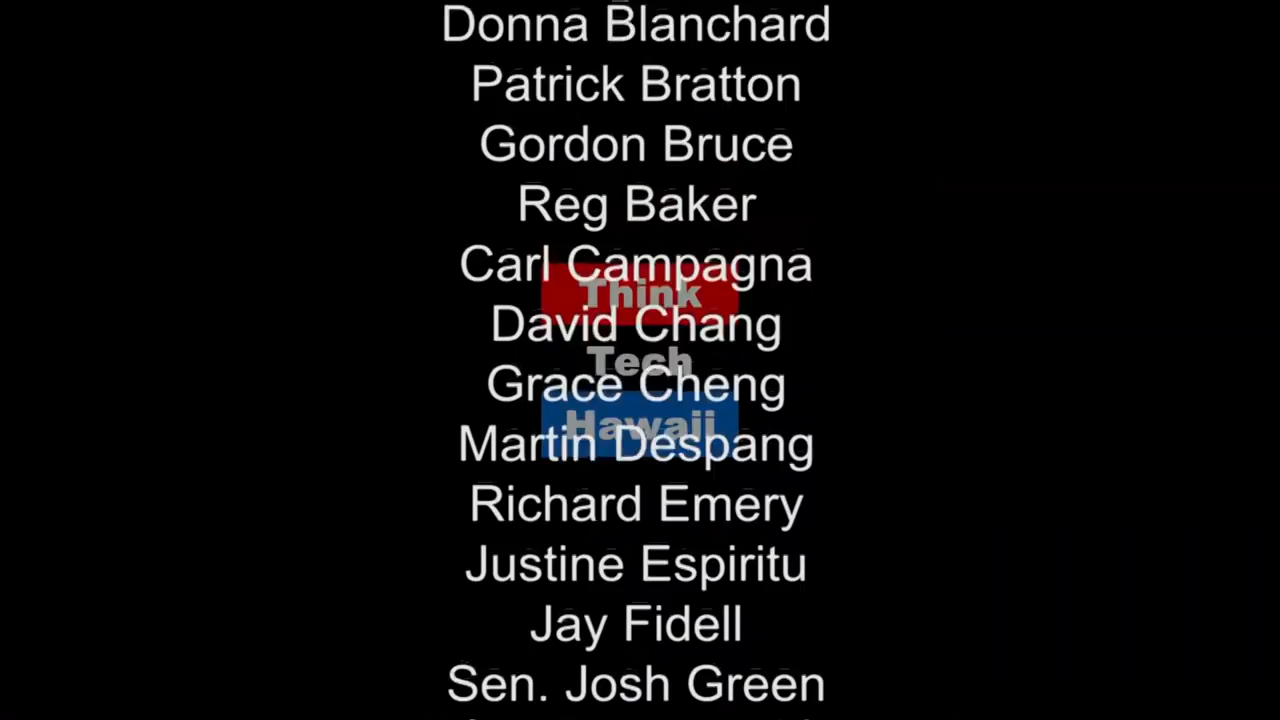 Donna Blanchard
Patrick Bratton
Gordon Bruce
Reg Baker
Carl Campagna
Think
David Chang
Tech
Grace Cheng
Hawaii
Martin Despang
Richard Emery
Justine Espiritu
Jay Fidell
Sen. Josh Green